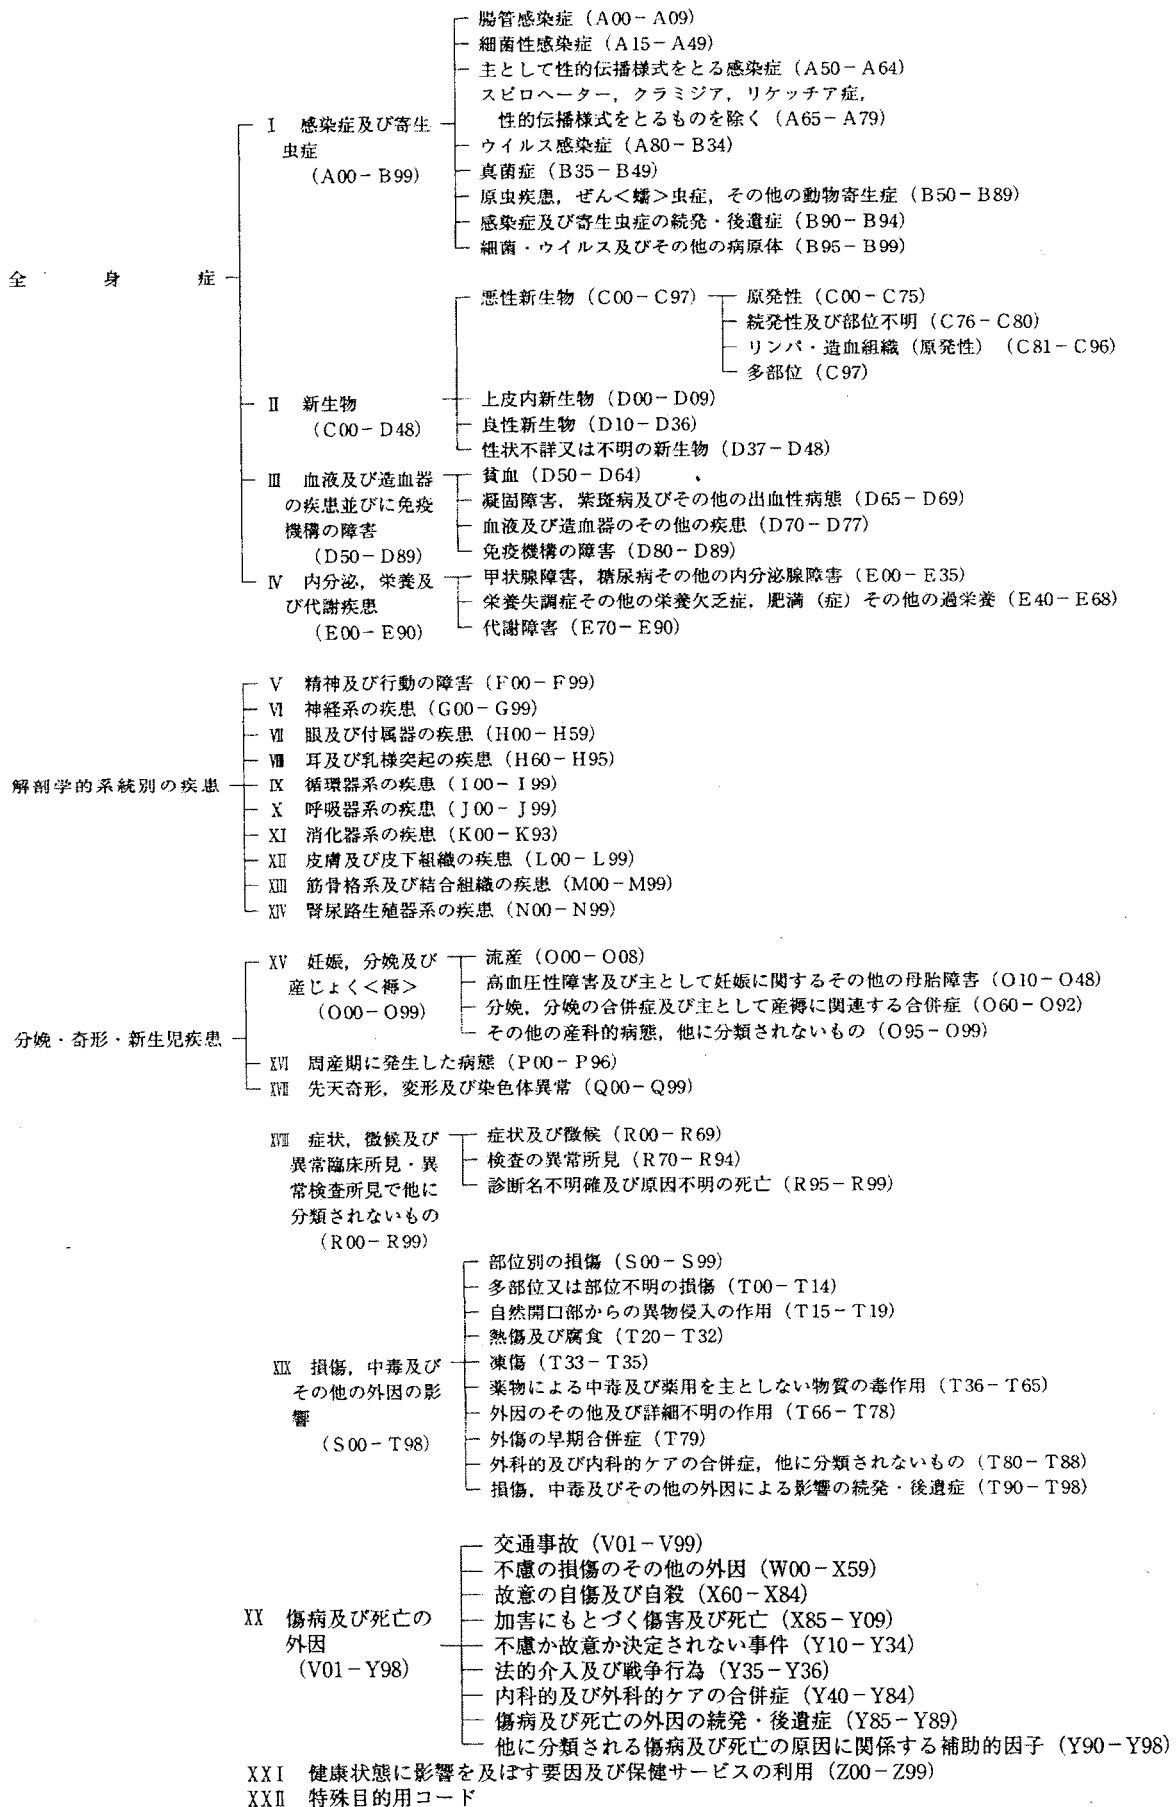 腸管感染症 (A00-A09)
細菌性感染症 (A15-A49)
主として性的伝播様式をとる感染症 (A50-A64)
スピロヘーター, クラミジア, リケッチア症,
性的伝播様式をとるものを除く (A65-A79)
Ⅰ 感染症及び寄生
虫症
(A00-B99)
ウイルス感染症 (A80-B34)
真菌症 (B35-B49)
原虫疾患, ぜん<蠕>虫症, その他の動物寄生症 (B50-B89)
感染症及び寄生虫症の続発・後遺症 (B90-B94)
細菌・ウイルス及びその他の病原体 (B95-B99)
全身症
悪性新生物 (C00-C97)
原発性 (C00-C75)
続発性及び部位不明 (C76-C80)
リンパ・造血組織 (原発性) (C81-C96)
多部位 (C97)
Ⅱ 新生物
(C00-D48)
上皮内新生物 (D00-D09)
良性新生物 (D10-D36)
性状不詳又は不明の新生物 (D37-D48)
Ⅲ 血液及び造血器
の疾患並びに免疫
機構の障害
(D50-D89)
貧血 (D50-D64)
凝固障害, 紫斑病及びその他の出血性病態 (D65-D69)
血液及び造血器のその他の疾患 (D70-D77)
免疫機構の障害 (D80-D89)
Ⅳ 内分泌, 栄養及
び代謝疾患
(E00-E90)
甲状腺障害, 糖尿病その他の内分泌腺障害 (E00-E35)
栄養失調症その他の栄養欠乏症, 肥満 (症) その他の過栄養 (E40-E68)
代謝障害 (E70-E90)
解剖学的系統別の疾患
Ⅴ 精神及び行動の障害 (F00-F99)
Ⅵ 神経系の疾患 (G00-G99)
Ⅶ 眼及び付属器の疾患 (H00-H59)
Ⅷ 耳及び乳様突起の疾患 (H60-H95)
Ⅸ 循環器系の疾患 (I00-I99)
Ⅹ 呼吸器系の疾患 (J00-J99)
XI 消化器系の疾患 (K00-K93)
XII 皮膚及び皮下組織の疾患 (L00-L99)
XIII 筋骨格系及び結合組織の疾患 (M00-M99)
XIV 腎尿路生殖器系の疾患 (N00-N99)
分娩・奇形・新生児疾患
XV 妊娠, 分娩及び
産じょく<褥>
(O00-O99)
流産 (O00-O08)
高血圧性障害及び主として妊娠に関するその他の母胎障害 (O10-O48)
分娩, 分娩の合併症及び主として産褥に関連する合併症 (O60-O92)
その他の産科的病態, 他に分類されないもの (O95-O99)
XVI 周産期に発生した病態 (P00-P96)
XVII 先天奇形, 変形及び染色体異常 (Q00-Q99)
XVIII 症状, 徴候及び
異常臨床所見・異
常検査所見で他に
分類されないもの
(R00-R99)
症状及び徴候 (R00-R69)
検査の異常所見 (R70-R94)
診断名不明確及び原因不明の死亡 (R95-R99)
XIX 損傷, 中毒及び
その他の外因の影
響
(S00-T98)
部位別の損傷 (S00-S99)
多部位又は部位不明の損傷 (T00-T14)
自然開口部からの異物侵入の作用 (T15-T19)
熱傷及び腐食 (T20-T32)
凍傷 (T33-T35)
薬物による中毒及び薬用を主としない物質の毒作用 (T36-T65)
外因のその他及び詳細不明の作用 (T66-T78)
外傷の早期合併症 (T79)
外科的及び内科的ケアの合併症, 他に分類されないもの (T80-T88)
損傷, 中毒及びその他の外因による影響の続発・後遺症 (T90-T98)
XX 傷病及び死亡の
外因
(V01-Y98)
交通事故 (V01-V99)
不慮の損傷のその他の外因 (W00-X59)
故意の自傷及び自殺 (X60-X84)
加害にもとづく傷害及び死亡 (X85-Y09)
不慮か故意か決定されない事件 (Y10-Y34)
法的介入及び戦争行為 (Y35-Y36)
内科的及び外科的ケアの合併症 (Y40-Y84)
傷病及び死亡の外因の続発・後遺症 (Y85-Y89)
他に分類される傷病及び死亡の原因に関係する補助的因子 (Y90-Y98)
XXI 健康状態に影響を及ぼす要因及び保健サービスの利用 (Z00-Z99)
XXII 特殊目的用コード